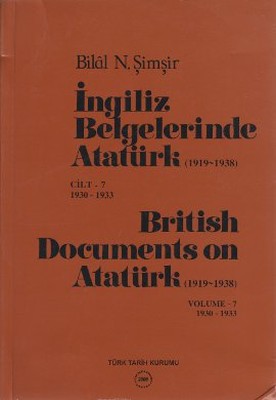 Bilâl N. Şimşir
İngiliz
Belgelerinde
Atatürk (1919~1938)
CİLT - 7
1930 - 1933
British
Documents on
Atatürk (1919~1938)
VOLUME - 7
1930 - 1933
TÜRK TARİH KURUMU